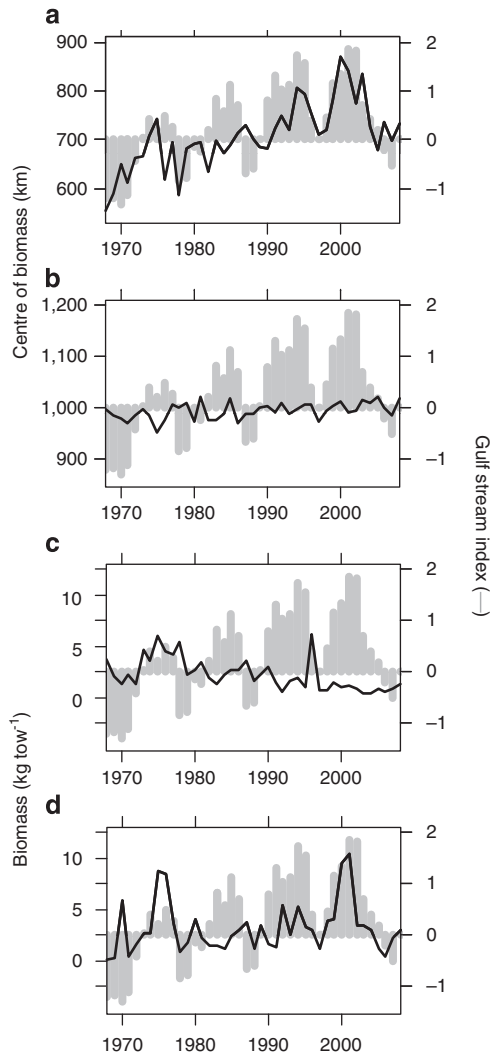 a
900
800
700
600
2
1
0
–1
1970 1980 1990 2000
Centre of biomass (km)
b
1,200
1,100
1,000
900
2
1
0
–1
1970 1980 1990 2000
Gulf stream index (—)
c
10
5
0
2
1
0
–1
1970 1980 1990 2000
Biomass (kg tow⁻¹)
d
10
5
0
2
1
0
–1
1970 1980 1990 2000